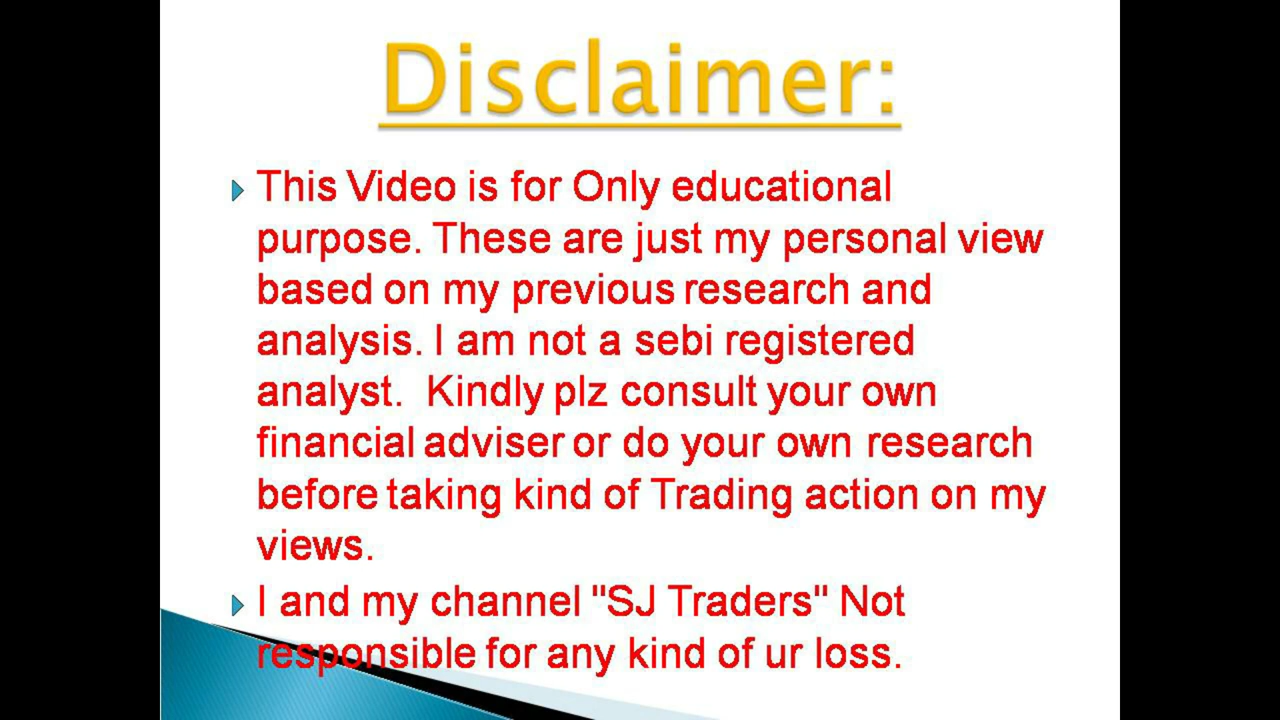 Disclaimer:
This Video is for Only educational
purpose. These are just my personal view
based on my previous research and
analysis. I am not a sebi registered
analyst.  Kindly plz consult your own
financial adviser or do your own research
before taking kind of Trading action on my
views.
I and my channel "SJ Traders" Not
responsible for any kind of ur loss.